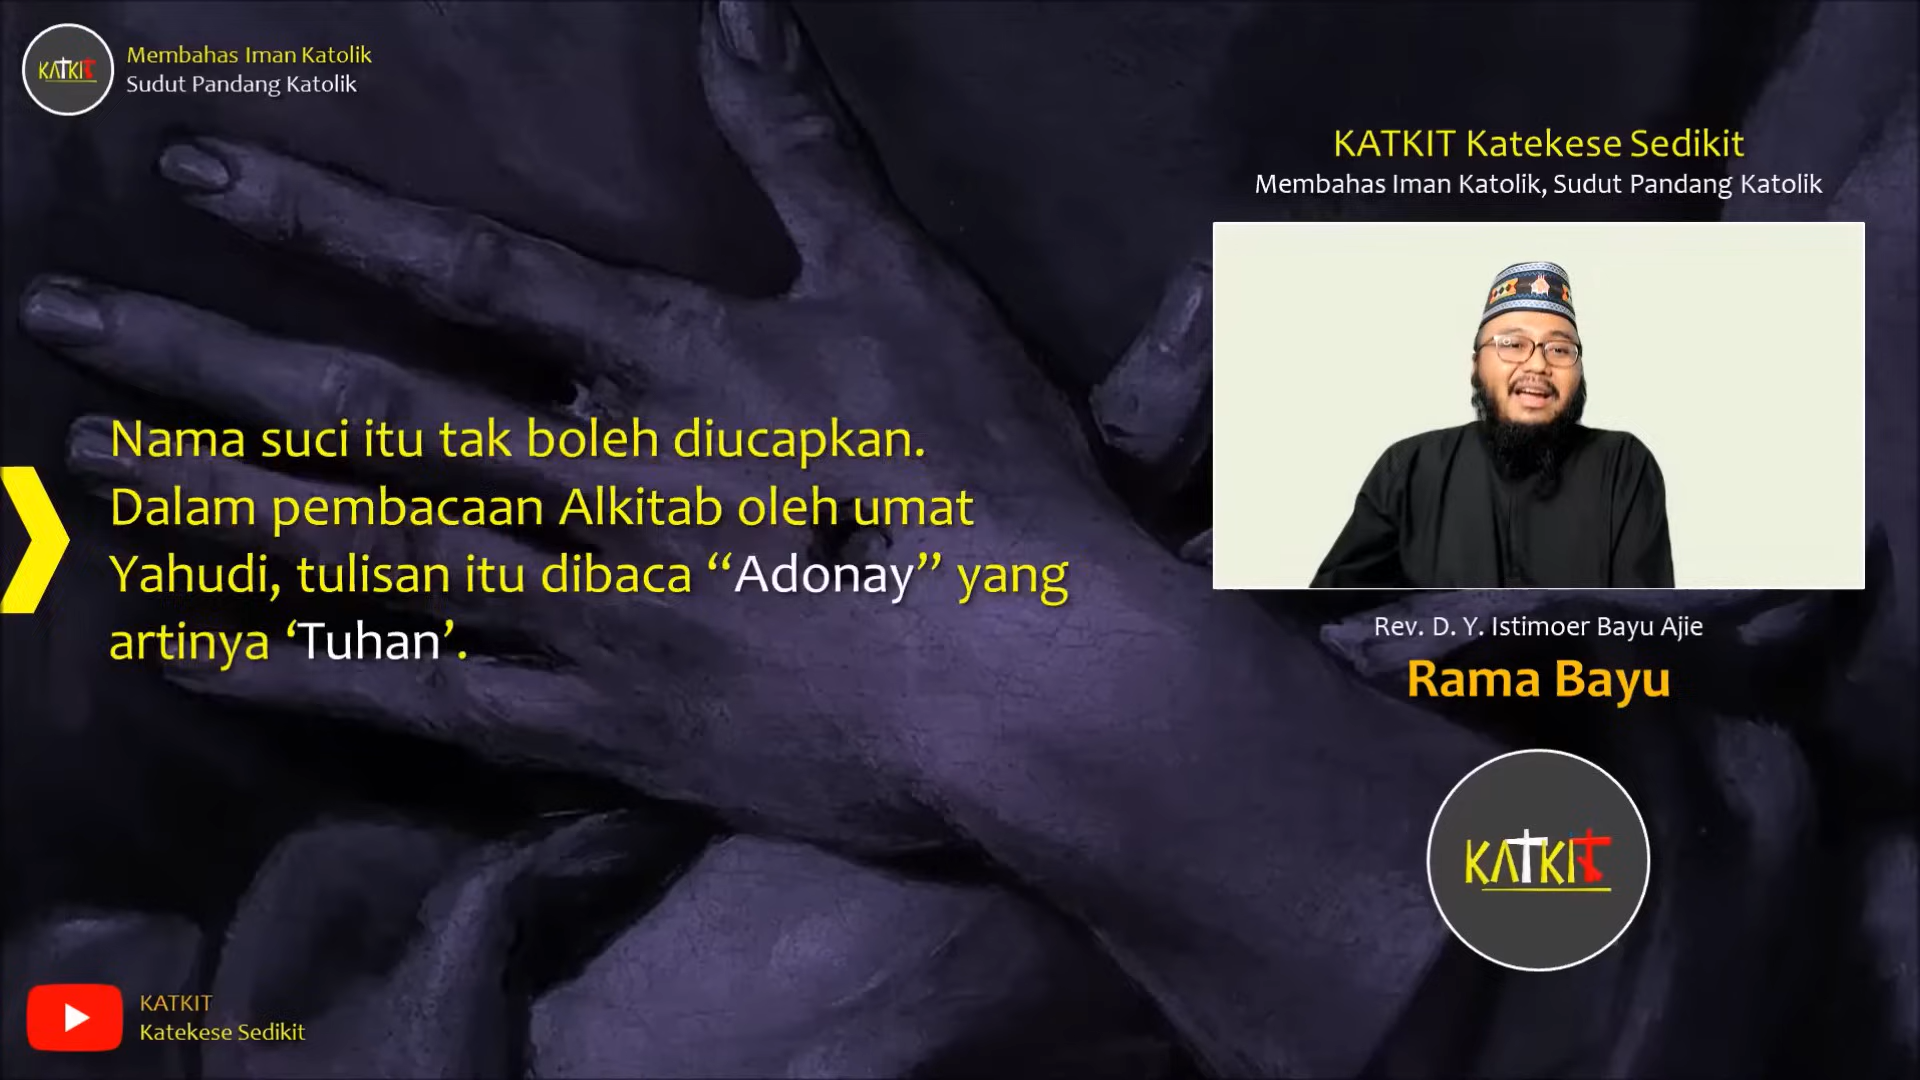 KATKIT
Membahas Iman Katolik
Sudut Pandang Katolik
KATKIT Katekese Sedikit
Membahas Iman Katolik, Sudut Pandang Katolik
Nama suci itu tak boleh diucapkan.
Dalam pembacaan Alkitab oleh umat
Yahudi, tulisan itu dibaca “Adonay” yang
artinya ‘Tuhan’.
Rev. D. Y. Istimoer Bayu Ajie
Rama Bayu
KATKIT
KATKIT
Katekese Sedikit